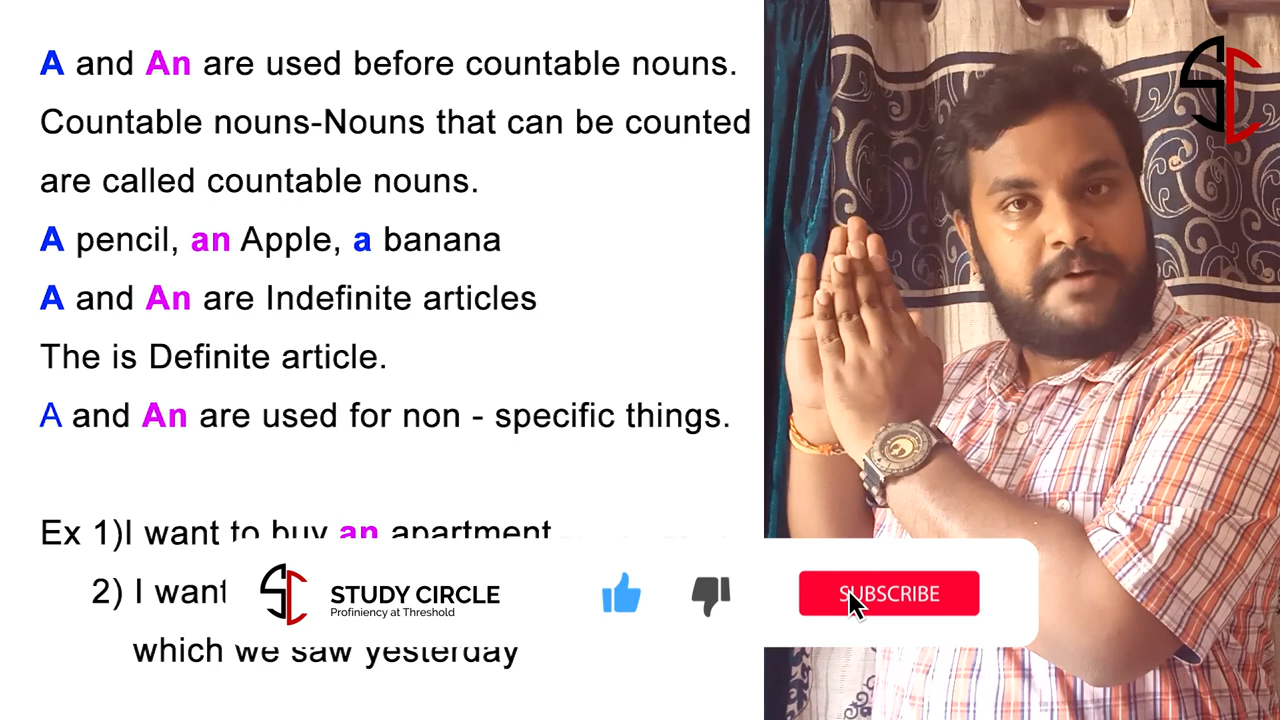 A and An are used before countable nouns.
Countable nouns-Nouns that can be counted
are called countable nouns.
A pencil, an Apple, a banana
A and An are Indefinite articles
The is Definite article.
A and An are used for non - specific things.
Ex 1)I want to buy an apartment
2) I want
which we saw yesterday
SC
STUDY CIRCLE
Profiniency at Threshold
SUBSCRIBE
SC